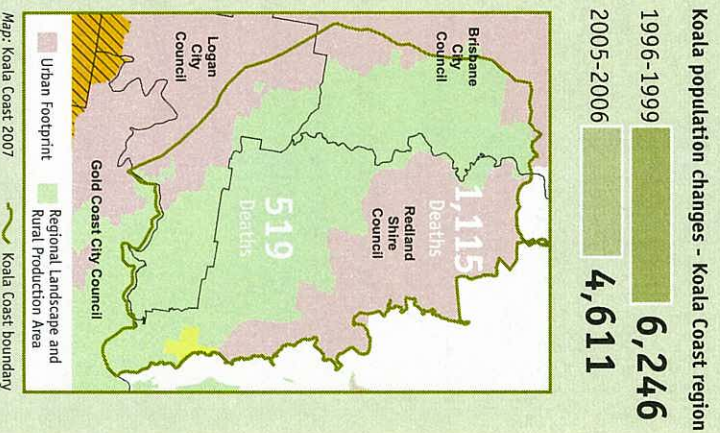 Koala population changes - Koala Coast region
1996-1999 6,246
2005-2006 4,611
Brisbane
City
Council
1,115
Deaths
Redland
Shire
Council
Logan
City
Council
519
Deaths
Gold Coast City Council
Urban Footprint
Regional Landscape and
Rural Production Area
Map: Koala Coast 2007
Koala Coast boundary